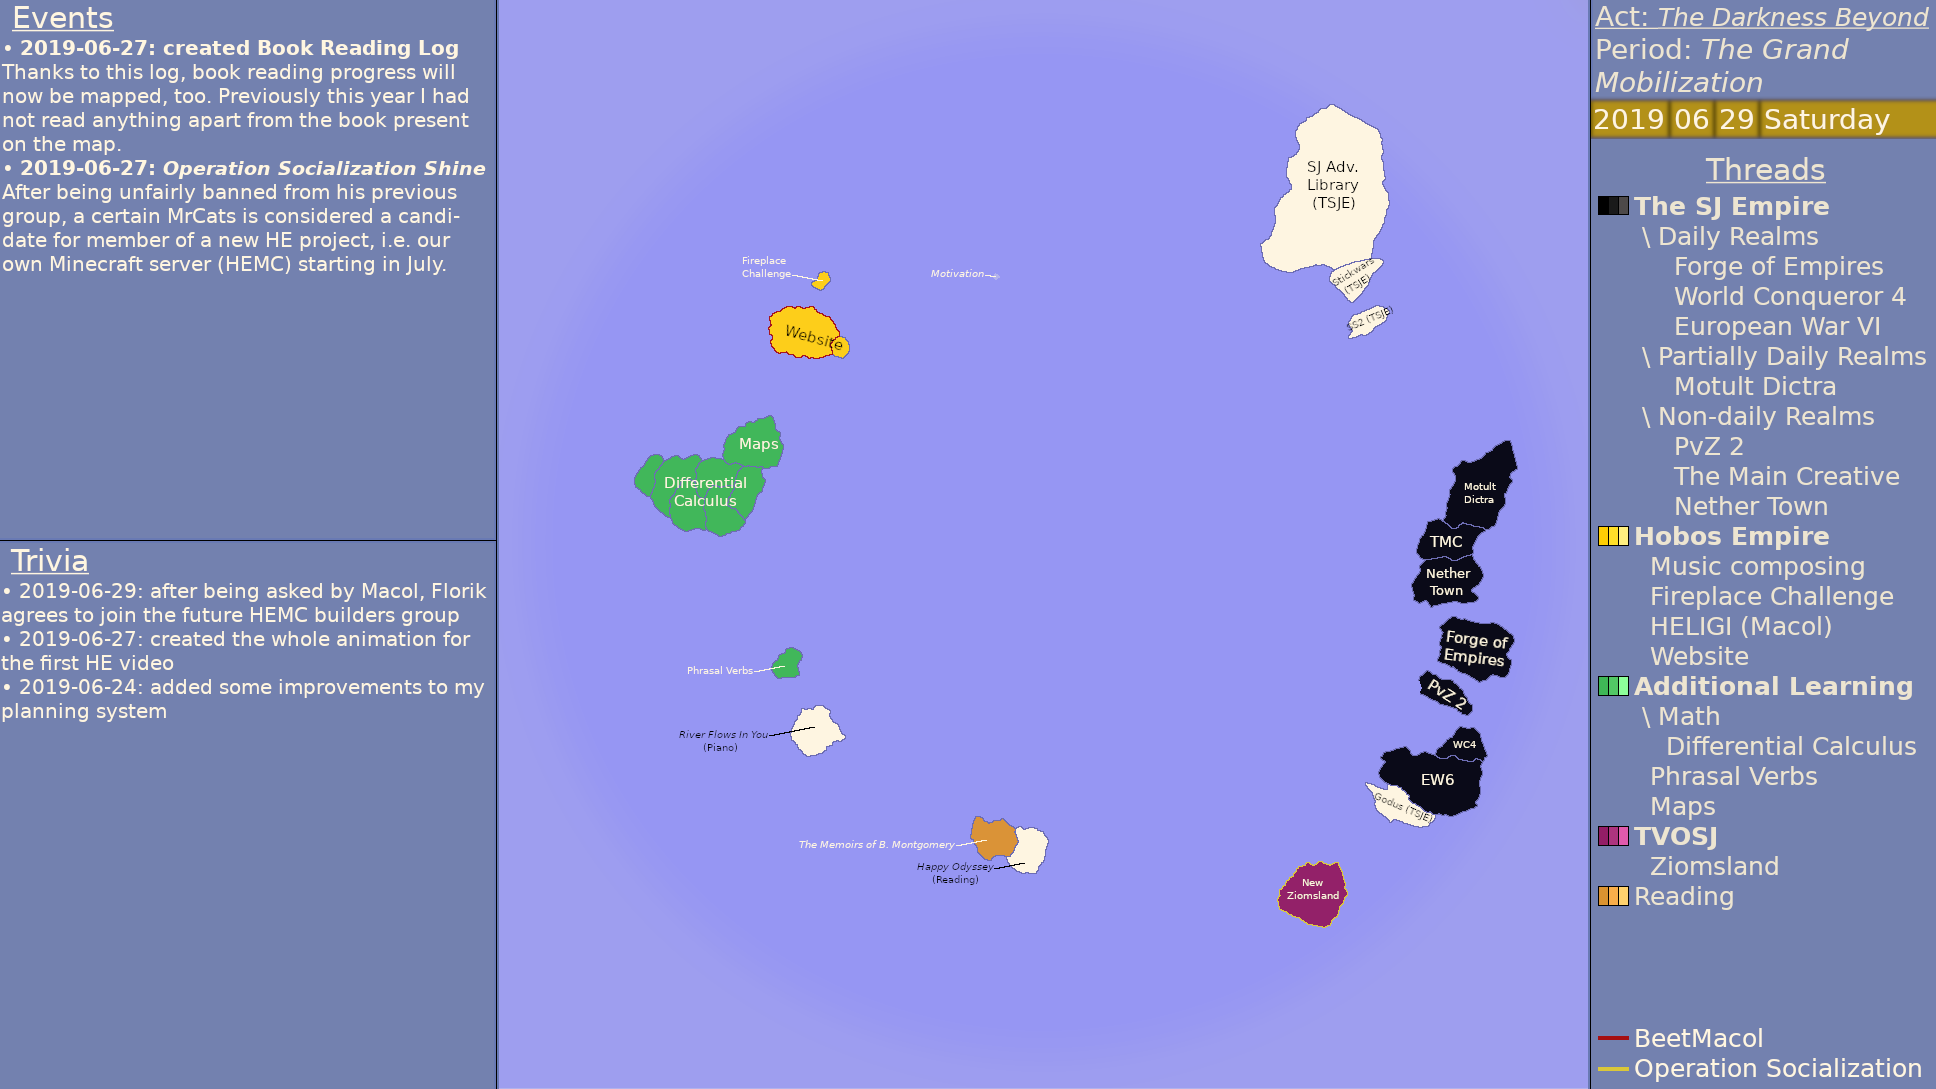 Events
• 2019-06-27: created Book Reading Log
Thanks to this log, book reading progress will
now be mapped, too. Previously this year I had
not read anything apart from the book present
on the map.
• 2019-06-27: Operation Socialization Shine
After being unfairly banned from his previous
group, a certain MrCats is considered a candi-
date for member of a new HE project, i.e. our
own Minecraft server (HEMC) starting in July.
Trivia
• 2019-06-29: after being asked by Macol, Florik
agrees to join the future HEMC builders group
• 2019-06-27: created the whole animation for
the first HE video
• 2019-06-24: added some improvements to my
planning system
SJ Adv.
Library
(TSJE)
Stickwars
(TSJE)
SS2 (TSJE)
Fireplace
Challenge
Motivation
Website
Maps
Differential
Calculus
Motult
Dictra
TMC
Nether
Town
Forge of
Empires
PvZ 2
Phrasal Verbs
River Flows In You
(Piano)
WC4
EW6
Godus (TSJE)
The Memoirs of B. Montgomery
Happy Odyssey
(Reading)
New
Ziomsland
Act: The Darkness Beyond
Period: The Grand
Mobilization
2019 06 29 Saturday
Threads
The SJ Empire
\ Daily Realms
Forge of Empires
World Conqueror 4
European War VI
\ Partially Daily Realms
Motult Dictra
\ Non-daily Realms
PvZ 2
The Main Creative
Nether Town
Hobos Empire
Music composing
Fireplace Challenge
HELIGI (Macol)
Website
Additional Learning
\ Math
Differential Calculus
Phrasal Verbs
Maps
TVOSJ
Ziomsland
Reading
BeetMacol
Operation Socialization